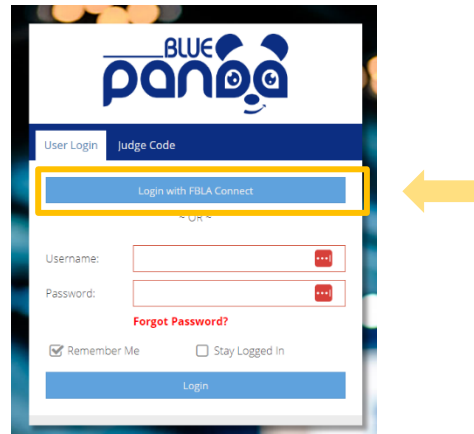 BLUE
panda
User Login Judge Code
Login with FBLA Connect
~ OR ~
Username:
Password:
Forgot Password?
Remember Me Stay Logged In
Login